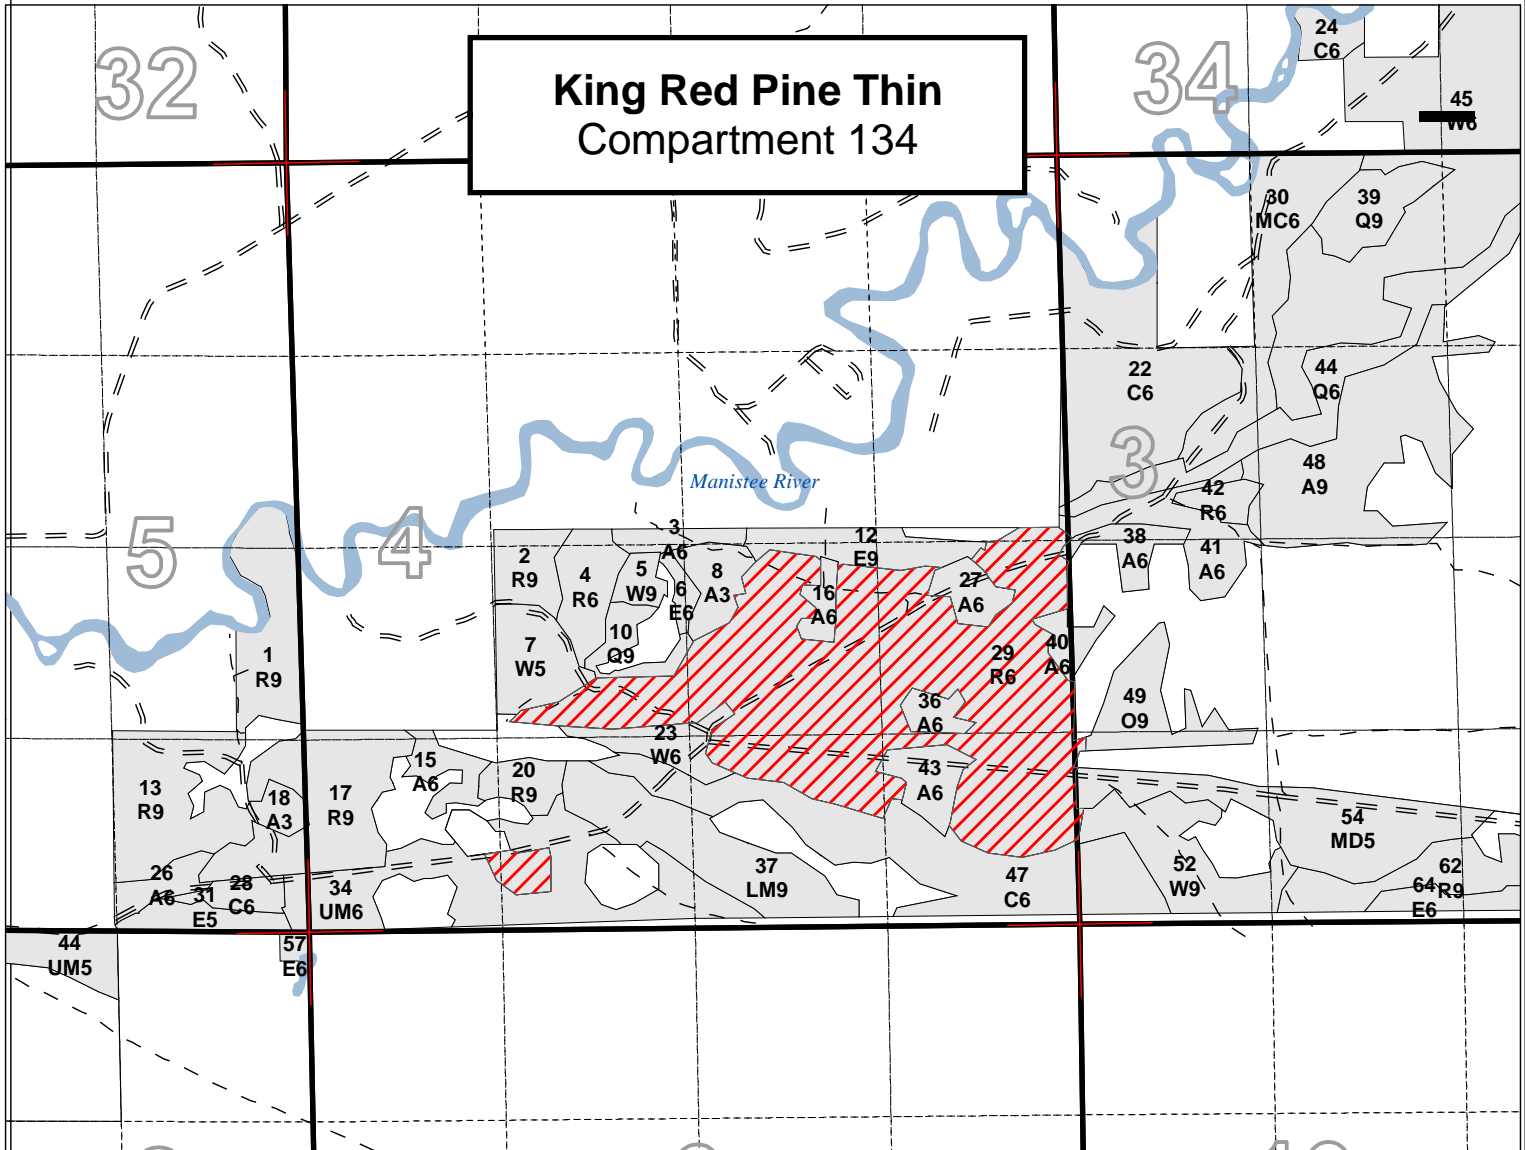 King Red Pine Thin
Compartment 134
32
34
24
C6
45
W6
30
MC6
39
Q9
22
C6
44
Q6
3
48
A9
42
R6
Manistee River
5
4
38
A6
41
A6
3
A6
12
E9
2
R9
4
R6
5
W9
6
E6
8
A3
16
A6
27
A6
10
Q9
7
W5
1
R9
29
R6
40
A6
36
A6
49
O9
23
W6
15
A6
20
R9
43
A6
13
R9
18
A3
17
R9
54
MD5
26
A6
31
E5
28
C6
34
UM6
37
LM9
47
C6
52
W9
62
R9
64
E6
44
UM5
57
E6